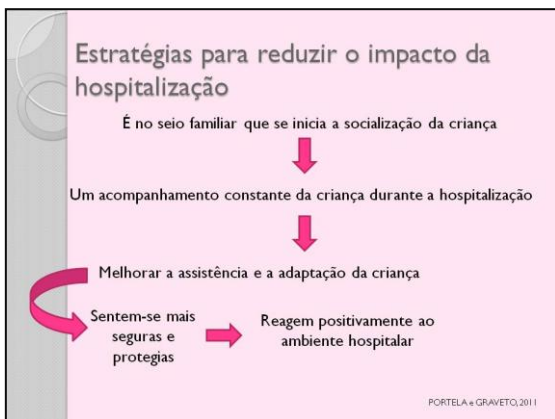 Estratégias para reduzir o impacto da
hospitalização
É no seio familiar que se inicia a socialização da criança
Um acompanhamento constante da criança durante a hospitalização
Melhorar a assistência e a adaptação da criança
Sentem-se mais
seguras e
protegias
Reagem positivamente ao
ambiente hospitalar
PORTELA e GRAVETO, 2011